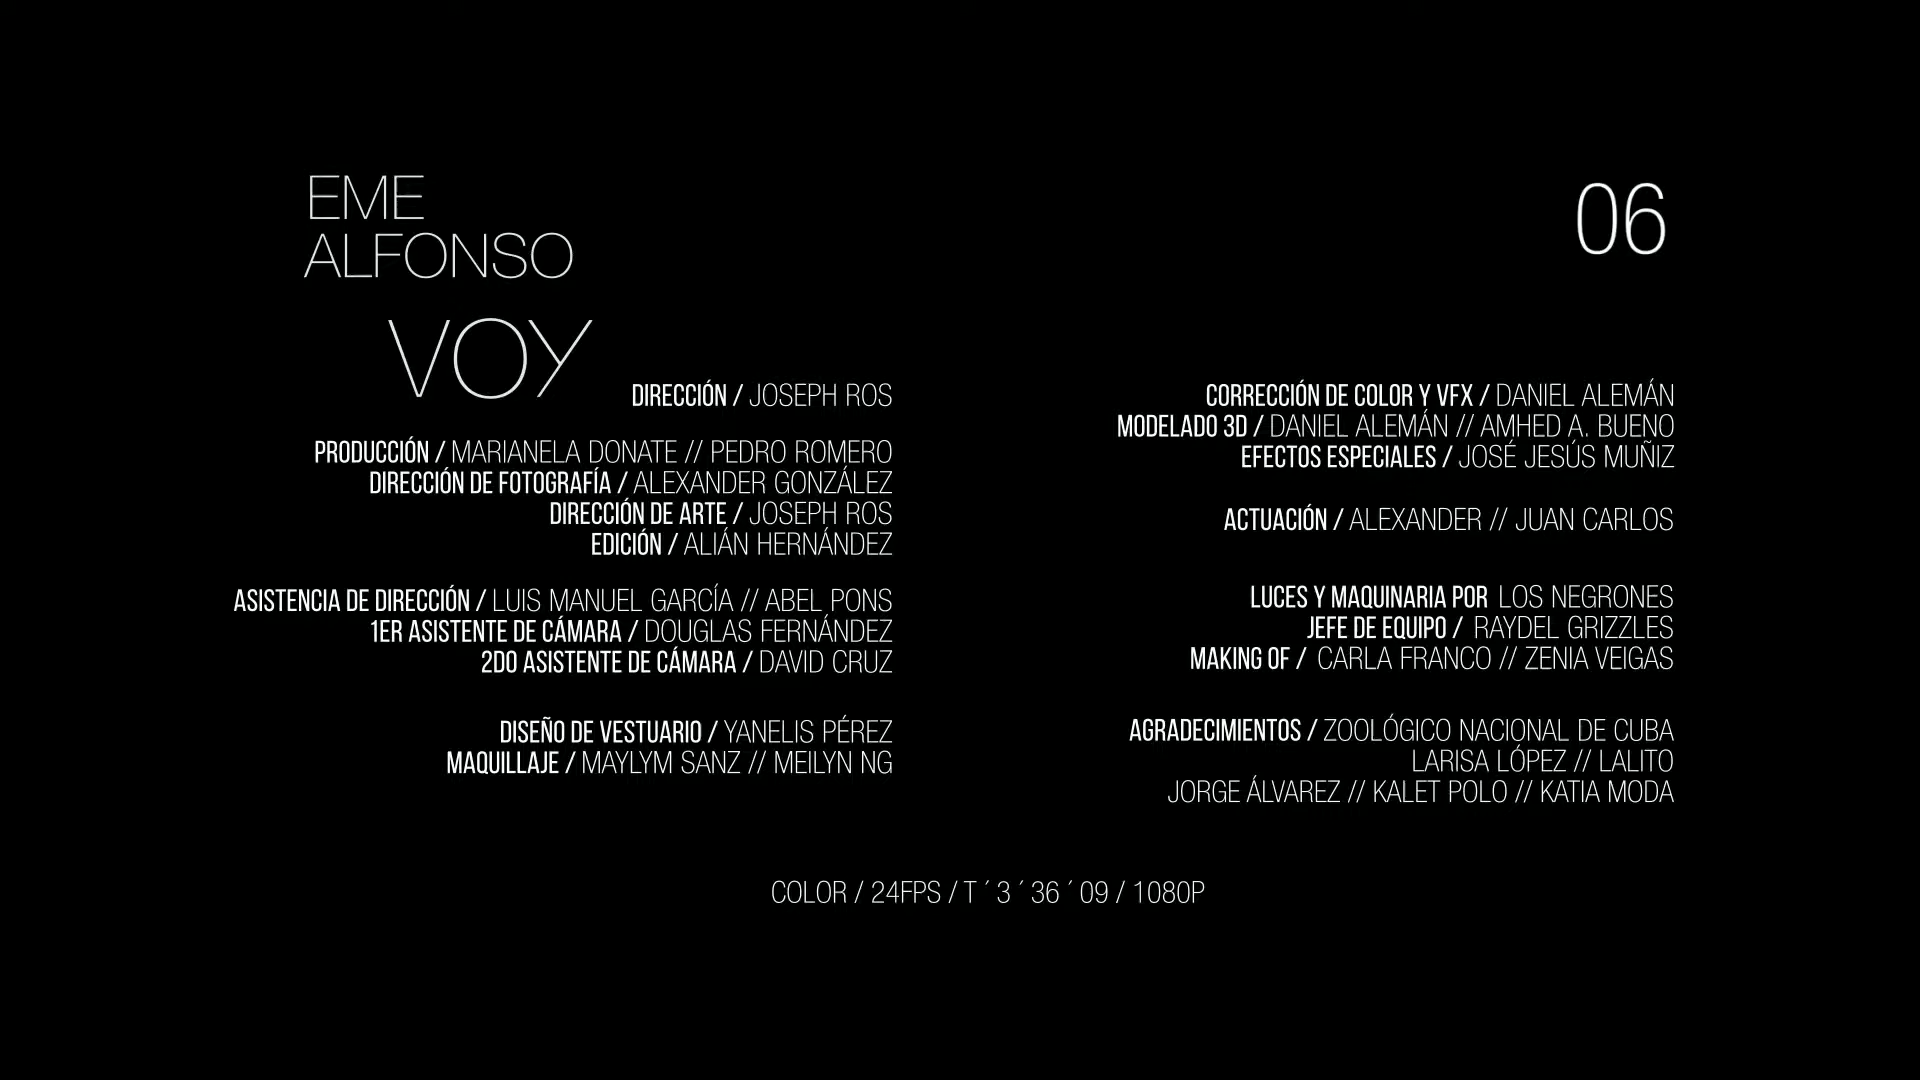 EME
ALFONSO
VOY
DIRECCIÓN / JOSEPH ROS
PRODUCCIÓN / MARIANELA DONATE // PEDRO ROMERO
DIRECCIÓN DE FOTOGRAFÍA / ALEXANDER GONZÁLEZ
DIRECCIÓN DE ARTE / JOSEPH ROS
EDICIÓN / ALIÁN HERNÁNDEZ
ASISTENCIA DE DIRECCIÓN / LUIS MANUEL GARCÍA // ABEL PONS
1ER ASISTENTE DE CÁMARA / DOUGLAS FERNÁNDEZ
2DO ASISTENTE DE CÁMARA / DAVID CRUZ
DISEÑO DE VESTUARIO / YANELIS PÉREZ
MAQUILLAJE / MAYLYM SANZ // MEILYN NG
06
CORRECCIÓN DE COLOR Y VFX / DANIEL ALEMÁN
MODELADO 3D / DANIEL ALEMÁN // AMHED A. BUENO
EFECTOS ESPECIALES / JOSÉ JESÚS MUÑIZ
ACTUACIÓN / ALEXANDER // JUAN CARLOS
LUCES Y MAQUINARIA POR LOS NEGRONES
JEFE DE EQUIPO / RAYDEL GRIZZLES
MAKING OF / CARLA FRANCO // ZENIA VEIGAS
AGRADECIMIENTOS / ZOOLÓGICO NACIONAL DE CUBA
LARISA LÓPEZ // LALITO
JORGE ÁLVAREZ // KALET POLO // KATIA MODA
COLOR / 24FPS / T ´ 3 ´ 36 ´ 09 / 1080P